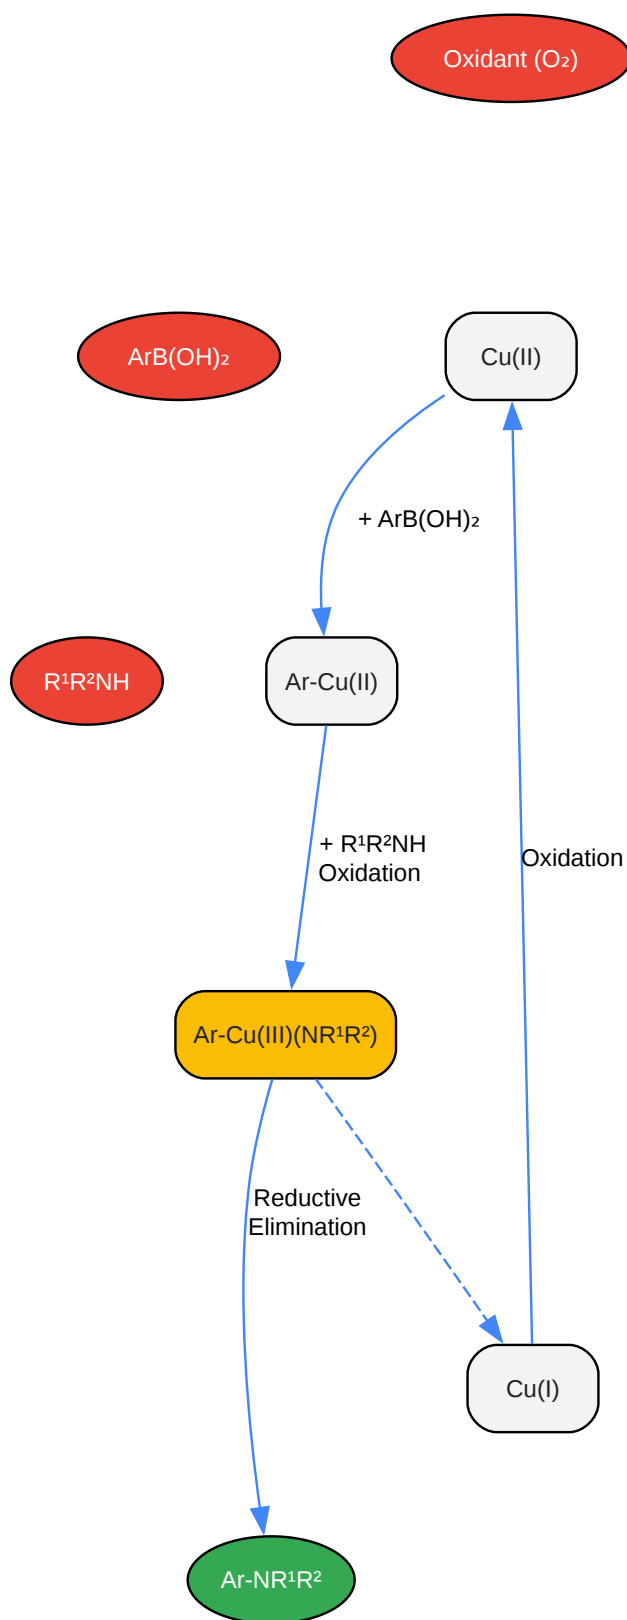 Oxidant (O₂)
ArB(OH)₂
Cu(II)
+ ArB(OH)₂
R¹R²NH
Ar-Cu(II)
+ R¹R²NH
Oxidation
Oxidation
Ar-Cu(III)(NR¹R²)
Reductive
Elimination
Cu(I)
Ar-NR¹R²